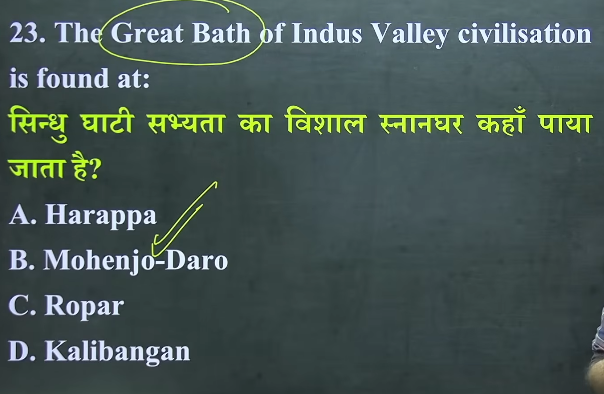 23. The Great Bath of Indus Valley civilisation
is found at:
सिन्धु घाटी सभ्यता का विशाल स्नानघर कहाँ पाया
जाता है?
A. Harappa
B. Mohenjo-Daro
C. Ropar
D. Kalibangan